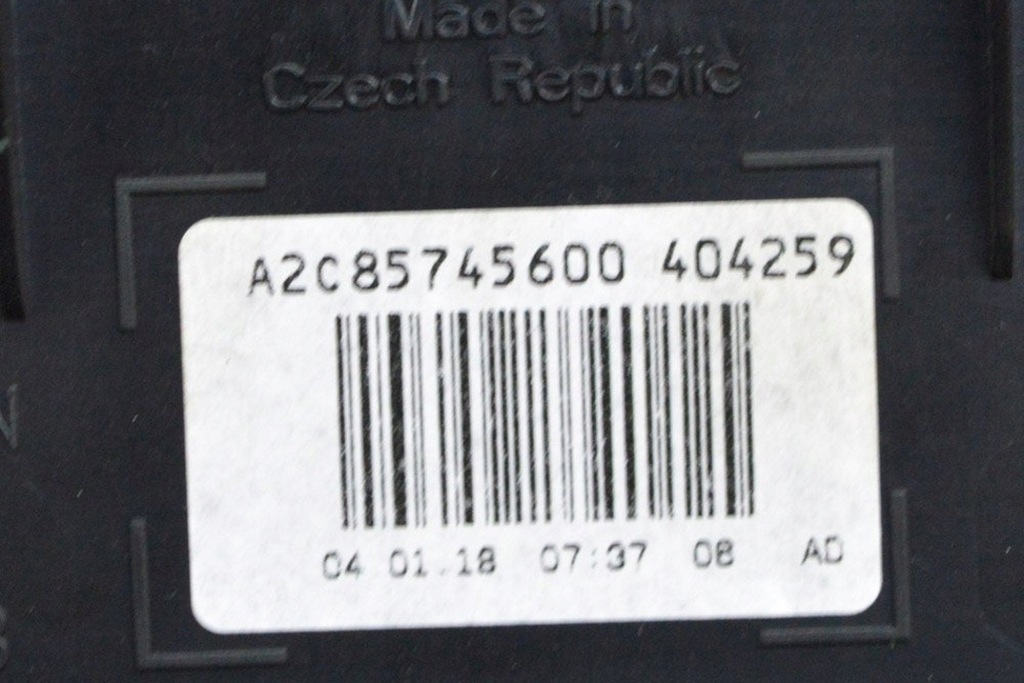 Made in
Czech Republic
A2C85745600 404259
04 01.18 07:37 08 AD